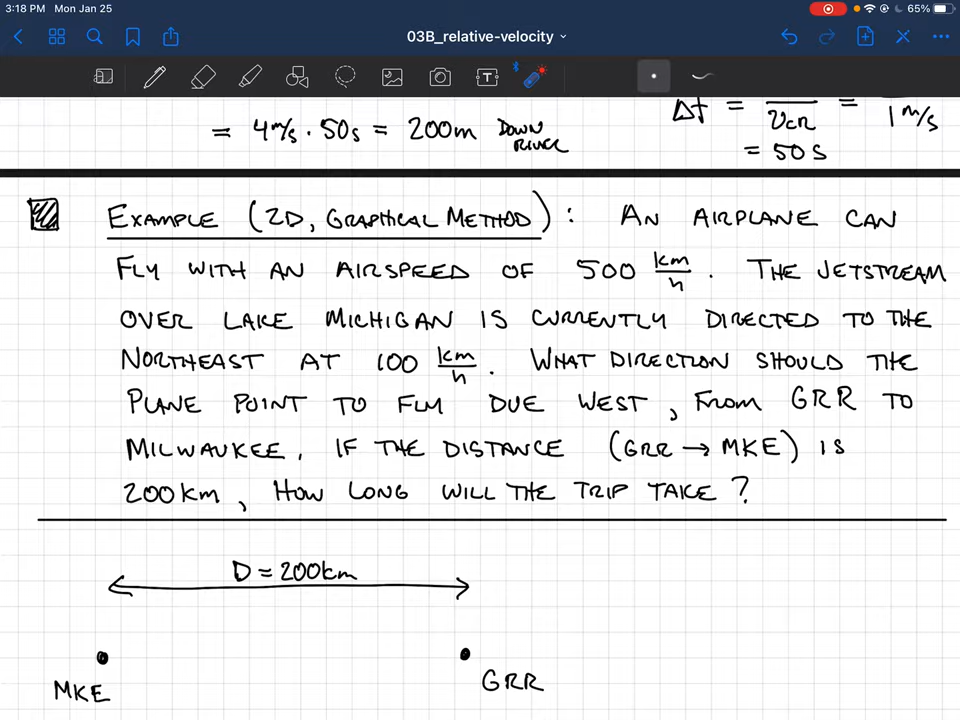 3:18 PM Mon Jan 25
65%
03B_relative-velocity
T
Δt = ― = ―
= 4 m/s · 50s = 200m DOWN RIVER
VCR 1 m/s
= 50 S
EXAMPLE (2D, GRAPHICAL METHOD) : AN AIRPLANE CAN
FLY WITH AN AIRSPEED OF 500 km/h . THE JETSTREAM
OVER LAKE MICHIGAN IS CURRENTLY DIRECTED TO THE
NORTHEAST AT 100 km/h . WHAT DIRECTION SHOULD THE
PLANE POINT TO FLY DUE WEST, FROM GRR TO
MILWAUKEE. IF THE DISTANCE (GRR → MKE) IS
200km, HOW LONG WILL THE TRIP TAKE?
D = 200km
MKE
GRR